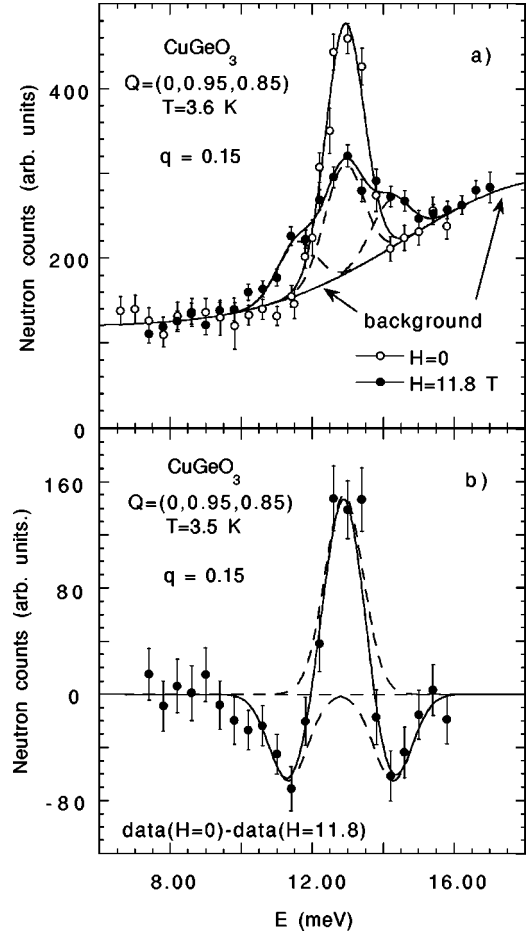 CuGeO3
a)
Q=(0,0.95,0.85)
T=3.6 K
q = 0.15
Neutron counts (arb. units)
400
200
0
background
H=0
H=11.8 T
CuGeO3
b)
Q=(0,0.95,0.85)
T=3.5 K
q = 0.15
Neutron counts (arb. units.)
160
80
0
-80
data(H=0)-data(H=11.8)
8.00
12.00
16.00
E (meV)